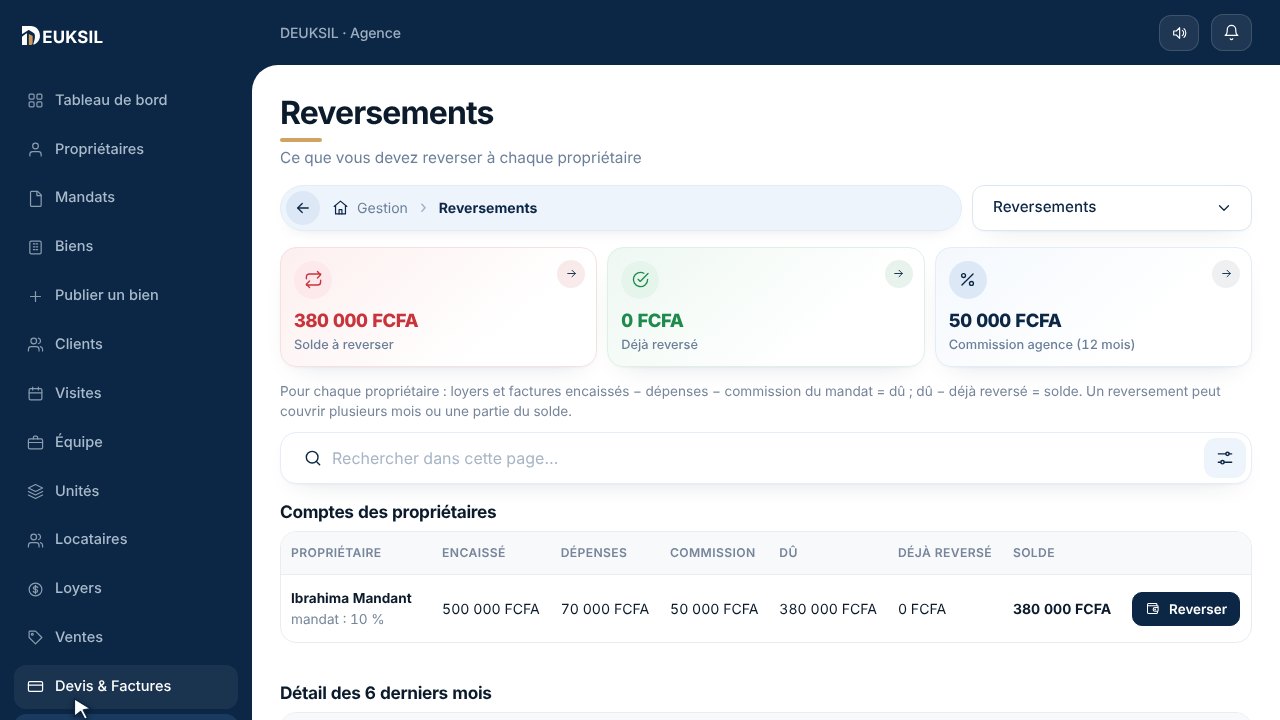 DEUKSIL
DEUKSIL · Agence
Tableau de bord
Propriétaires
Mandats
Biens
Publier un bien
Clients
Visites
Équipe
Unités
Locataires
Loyers
Ventes
Devis & Factures
Reversements
Ce que vous devez reverser à chaque propriétaire
Gestion > Reversements
Reversements
380 000 FCFA
Solde à reverser
0 FCFA
Déjà reversé
50 000 FCFA
Commission agence (12 mois)
Pour chaque propriétaire : loyers et factures encaissés − dépenses − commission du mandat = dû ; dû − déjà reversé = solde. Un reversement peut
couvrir plusieurs mois ou une partie du solde.
Rechercher dans cette page...
Comptes des propriétaires
PROPRIÉTAIRE ENCAISSÉ DÉPENSES COMMISSION DÛ DÉJÀ REVERSÉ SOLDE
Ibrahima Mandant
mandat : 10 %
500 000 FCFA 70 000 FCFA 50 000 FCFA 380 000 FCFA 0 FCFA 380 000 FCFA Reverser
Détail des 6 derniers mois